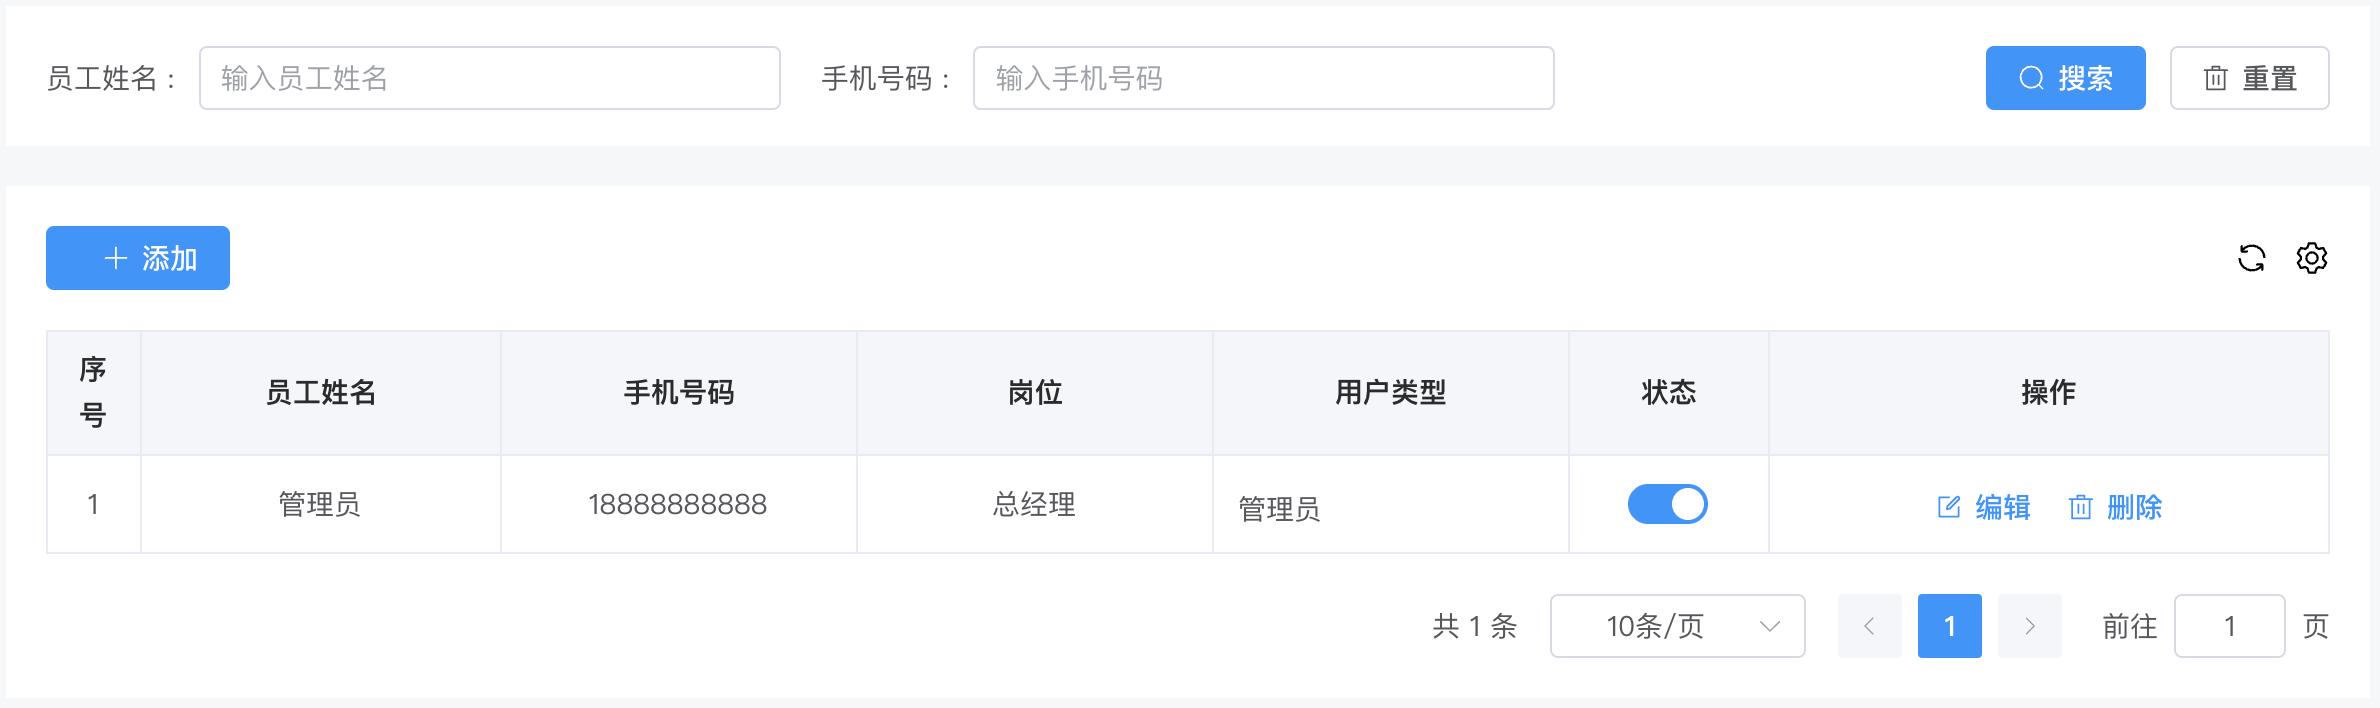 员工姓名： 输入员工姓名 手机号码： 输入手机号码 搜索 重置
添加
序号 员工姓名 手机号码 岗位 用户类型 状态 操作
1 管理员 18888888888 总经理 管理员 编辑 删除
共 1 条 10条/页 1 前往 1 页